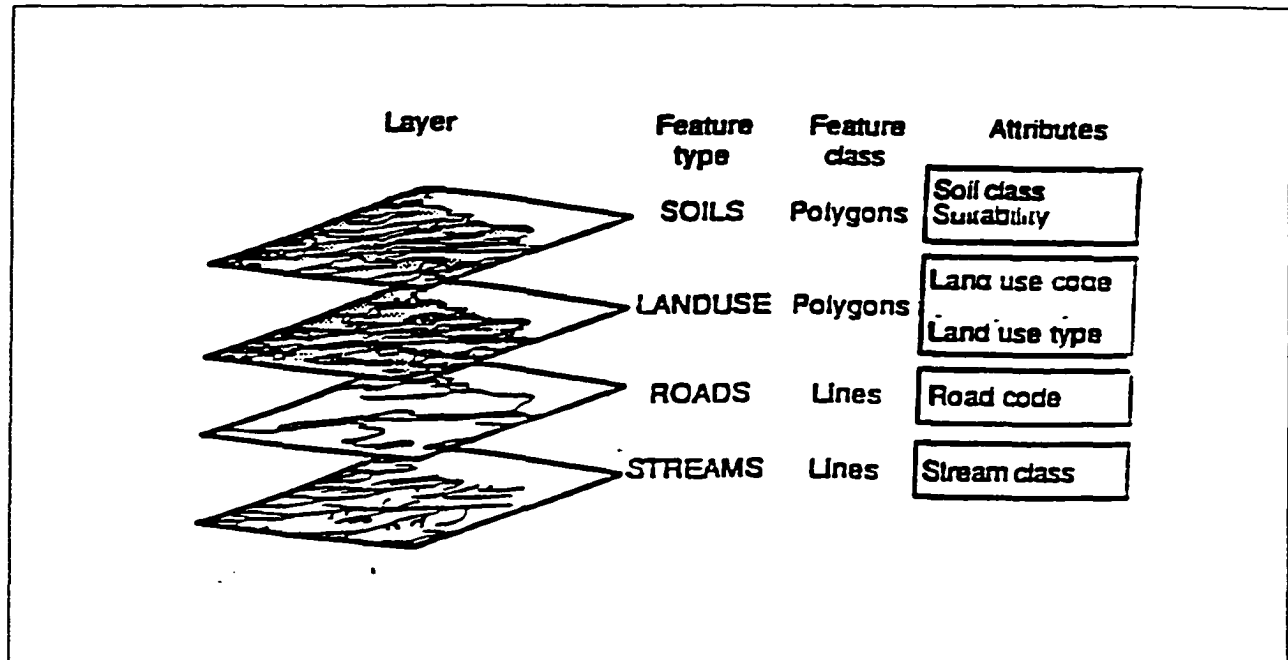 Layer Feature type Feature class Attributes
SOILS Polygons Soil class
Suitability
LANDUSE Polygons Land use code
Land use type
ROADS Lines Road code
STREAMS Lines Stream class